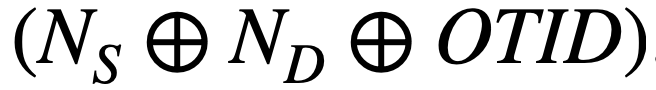 (N_S ⊕ N_D ⊕ OTID).